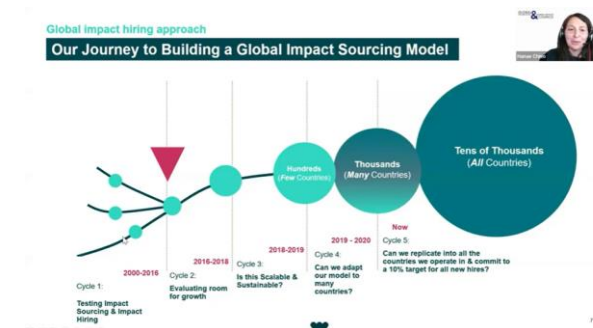 Global impact hiring approach
Our Journey to Building a Global Impact Sourcing Model
Hundreds
(Few Countries)
Thousands
(Many Countries)
Tens of Thousands
(All Countries)
2000-2016
Cycle 1:
Testing Impact
Sourcing & Impact
Hiring
2016-2018
Cycle 2:
Evaluating room
for growth
2018-2019
Cycle 3:
Is this Scalable &
Sustainable?
2019 - 2020
Cycle 4:
Can we adapt
our model to
many
countries?
Now
Cycle 5:
Can we replicate into all the
countries we operate in & commit to
a 10% target for all new hires?